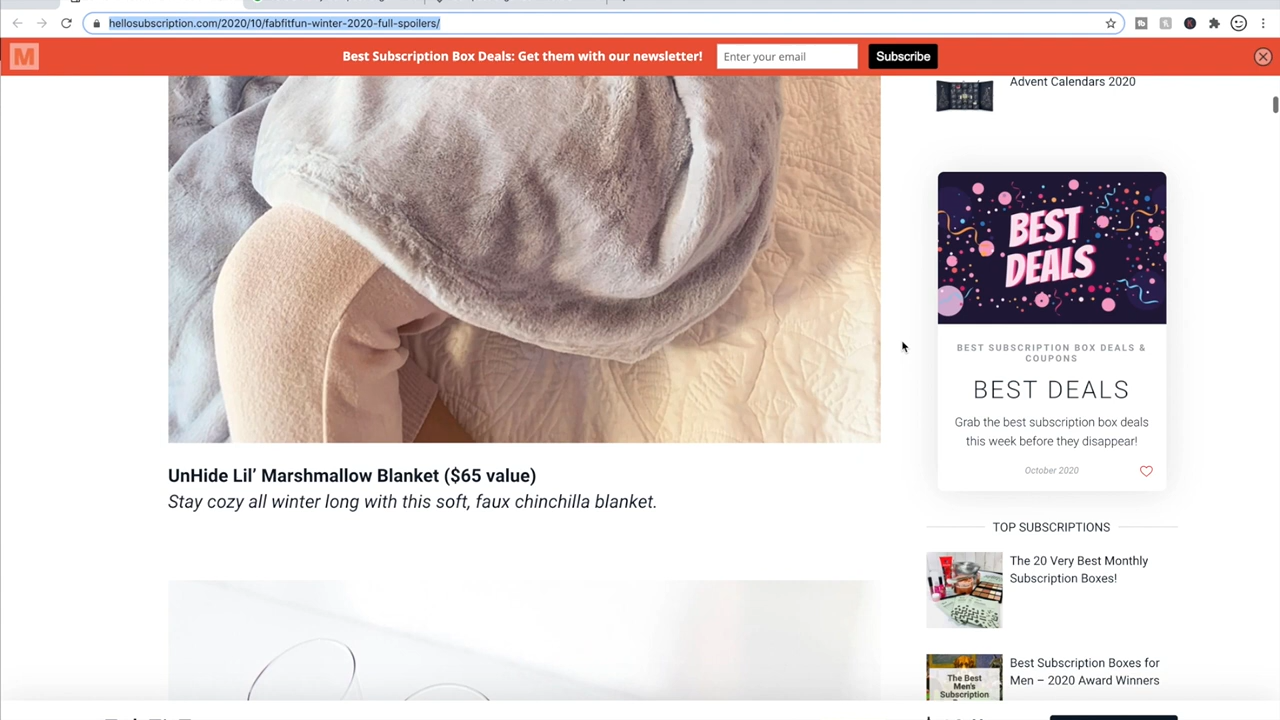 hellosubscription.com/2020/10/fabfitfun-winter-2020-full-spoilers/
M
Best Subscription Box Deals: Get them with our newsletter!
Enter your email
Subscribe
Advent Calendars 2020
BEST
DEALS
BEST SUBSCRIPTION BOX DEALS &
COUPONS
BEST DEALS
Grab the best subscription box deals
this week before they disappear!
October 2020
UnHide Lil’ Marshmallow Blanket ($65 value)
Stay cozy all winter long with this soft, faux chinchilla blanket.
TOP SUBSCRIPTIONS
The 20 Very Best Monthly
Subscription Boxes!
Best Subscription Boxes for
Men – 2020 Award Winners
The Best
Men's
Subscription